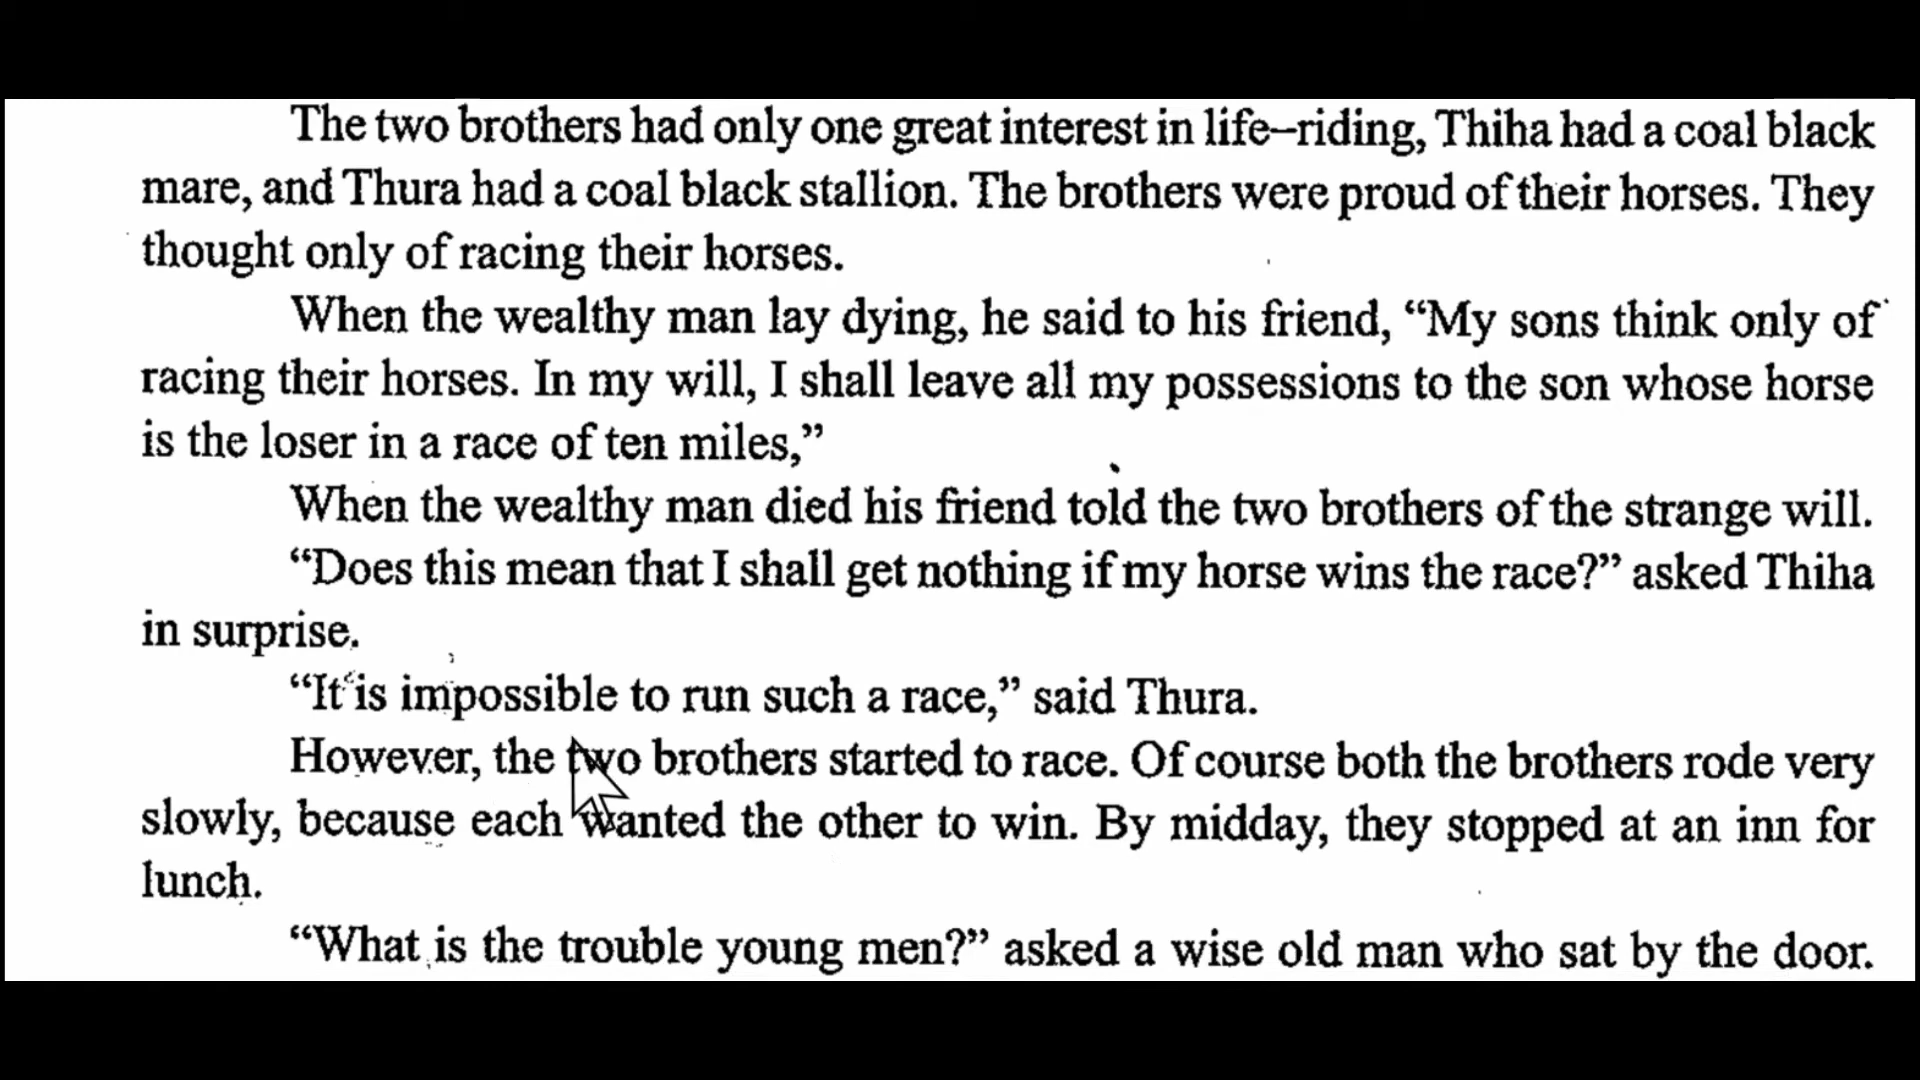 The two brothers had only one great interest in life–riding, Thiha had a coal black
mare, and Thura had a coal black stallion. The brothers were proud of their horses. They
thought only of racing their horses.
When the wealthy man lay dying, he said to his friend, “My sons think only of
racing their horses. In my will, I shall leave all my possessions to the son whose horse
is the loser in a race of ten miles,”
When the wealthy man died his friend told the two brothers of the strange will.
“Does this mean that I shall get nothing if my horse wins the race?” asked Thiha
in surprise.
“It is impossible to run such a race,” said Thura.
However, the two brothers started to race. Of course both the brothers rode very
slowly, because each wanted the other to win. By midday, they stopped at an inn for
lunch.
“What is the trouble young men?” asked a wise old man who sat by the door.